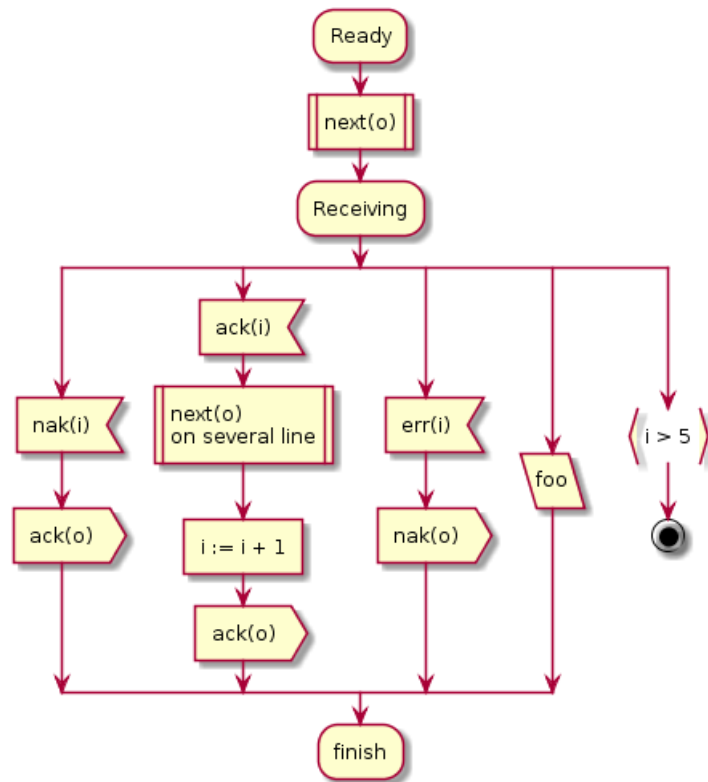 Ready
next(o)
Receiving
nak(i)
ack(o)
ack(i)
next(o)
on several line
i := i + 1
ack(o)
err(i)
nak(o)
foo
i > 5
finish